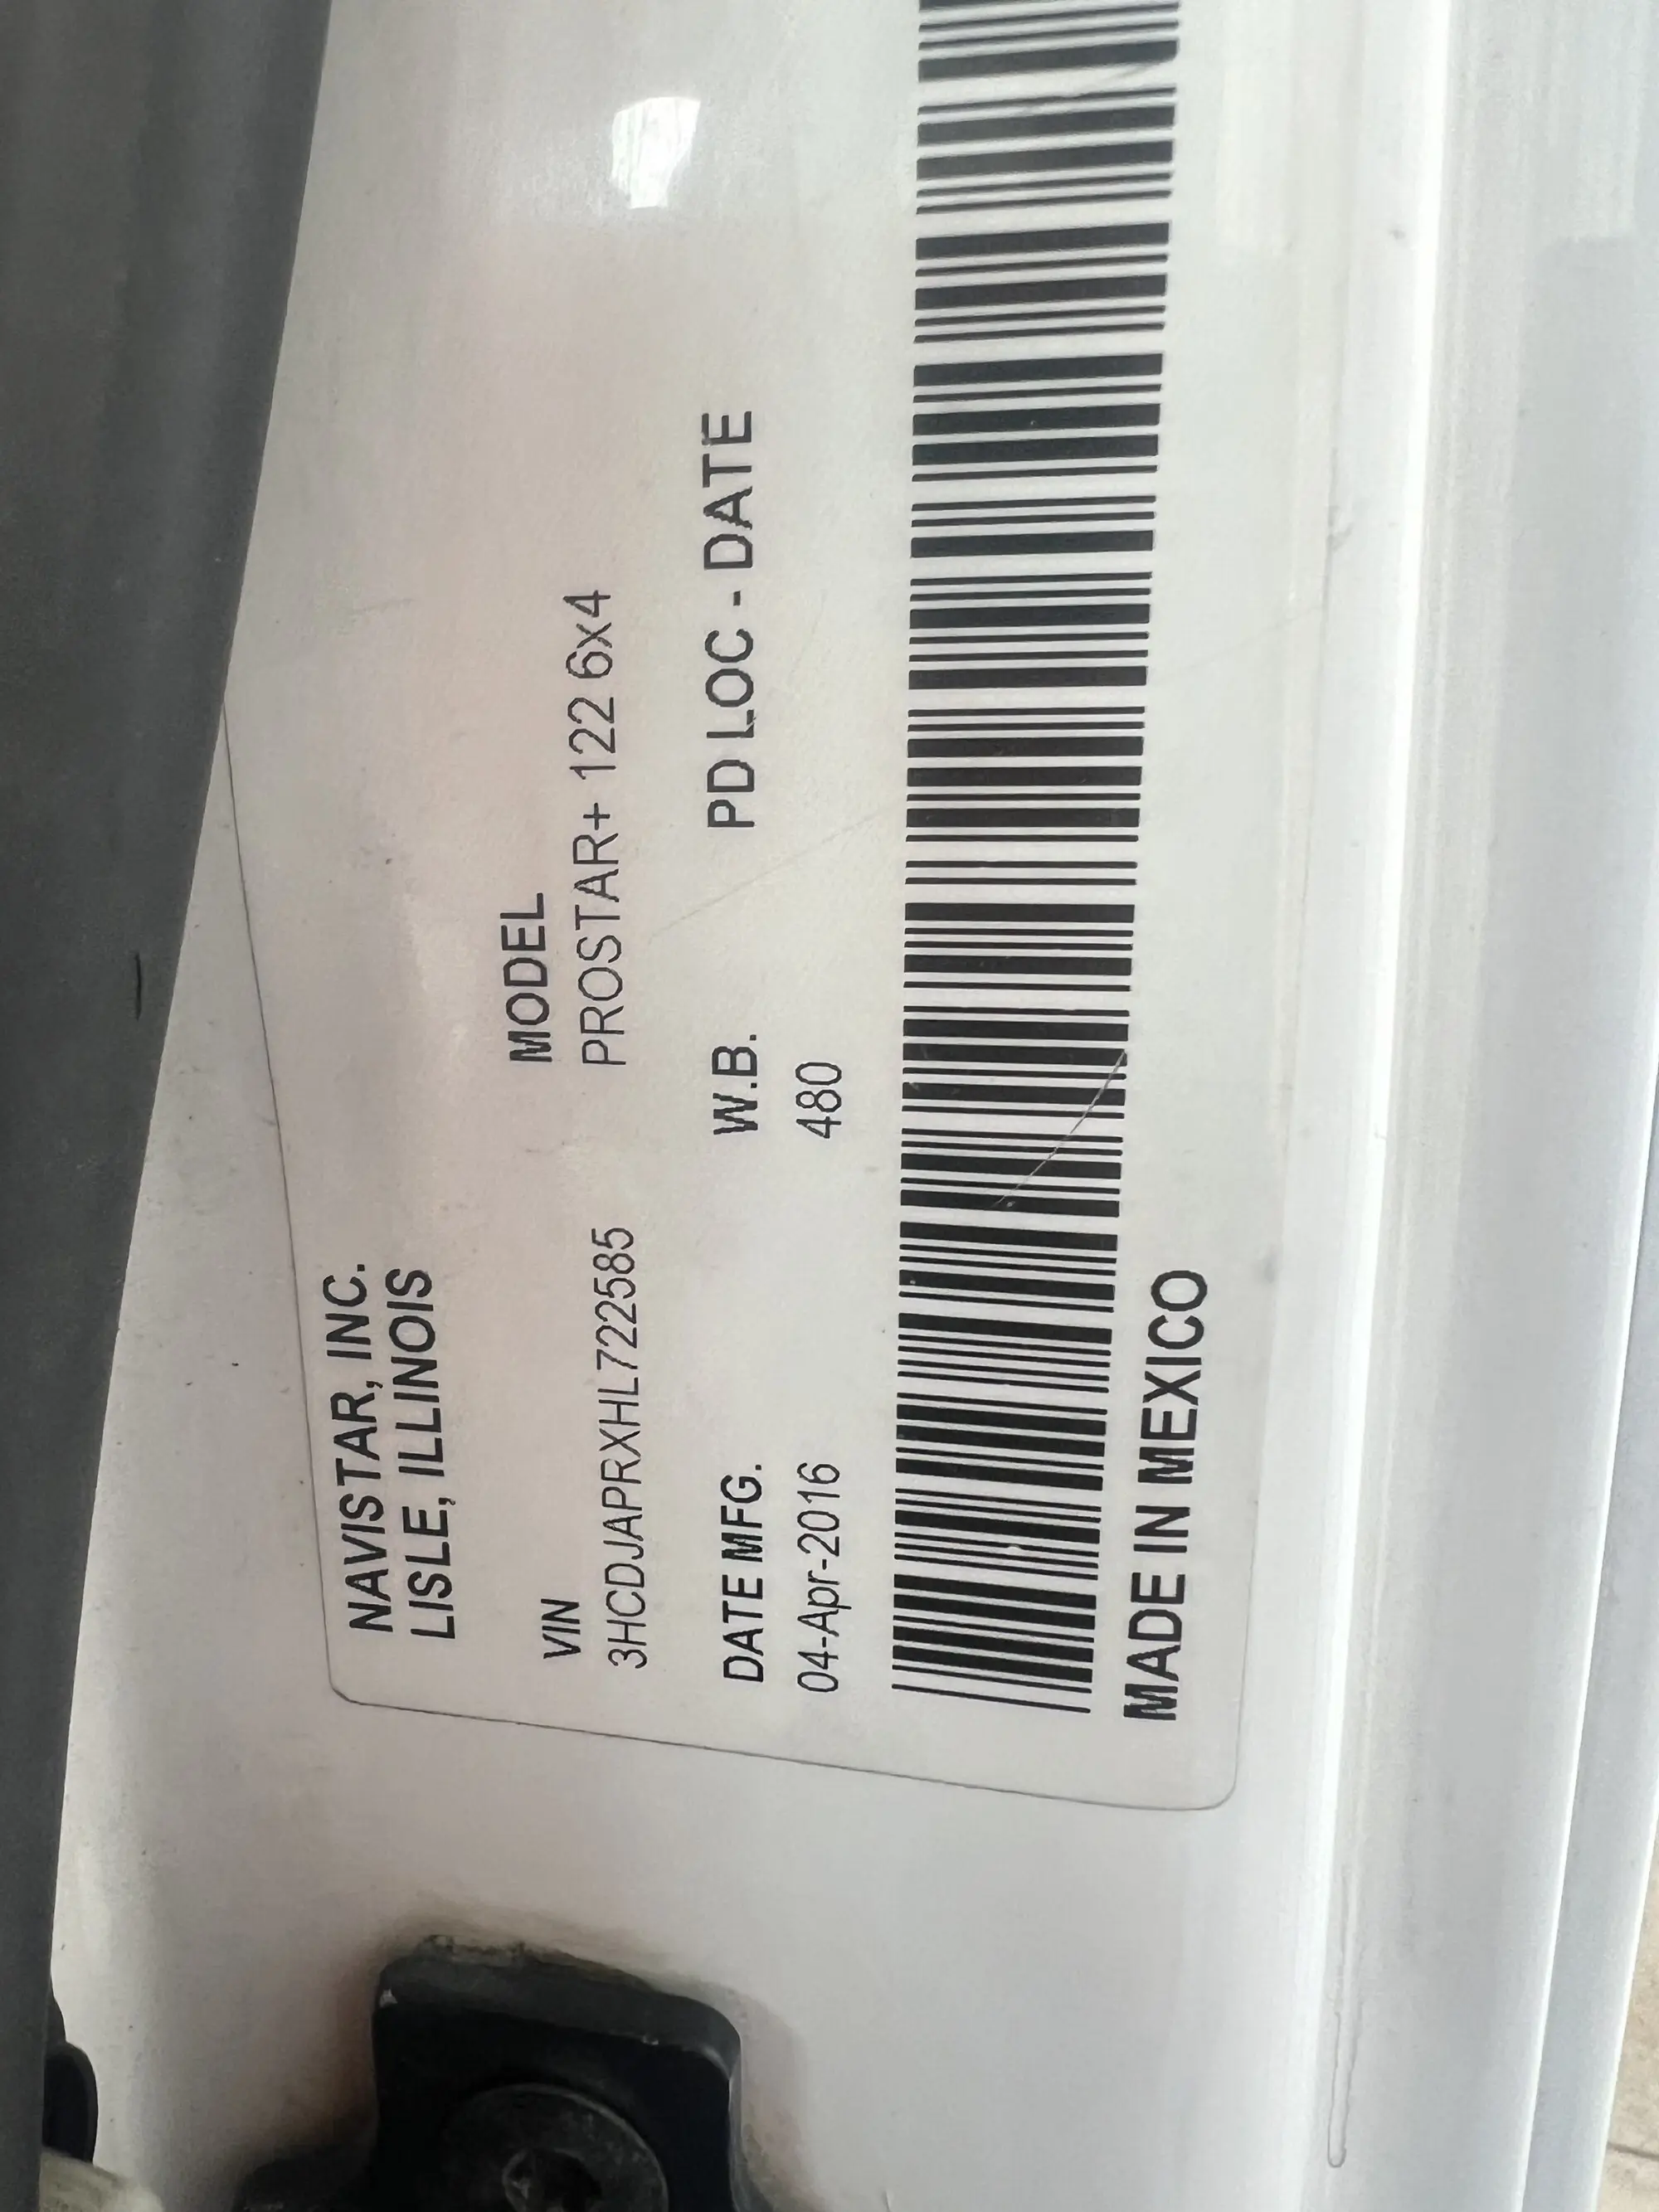 NAVISTAR, INC.
LISLE, ILLINOIS
VIN MODEL
3HCDJAPRXHL722585 PROSTAR+ 122 6x4
DATE MFG. W.B. PD LOC - DATE
04-Apr-2016 480
MADE IN MEXICO